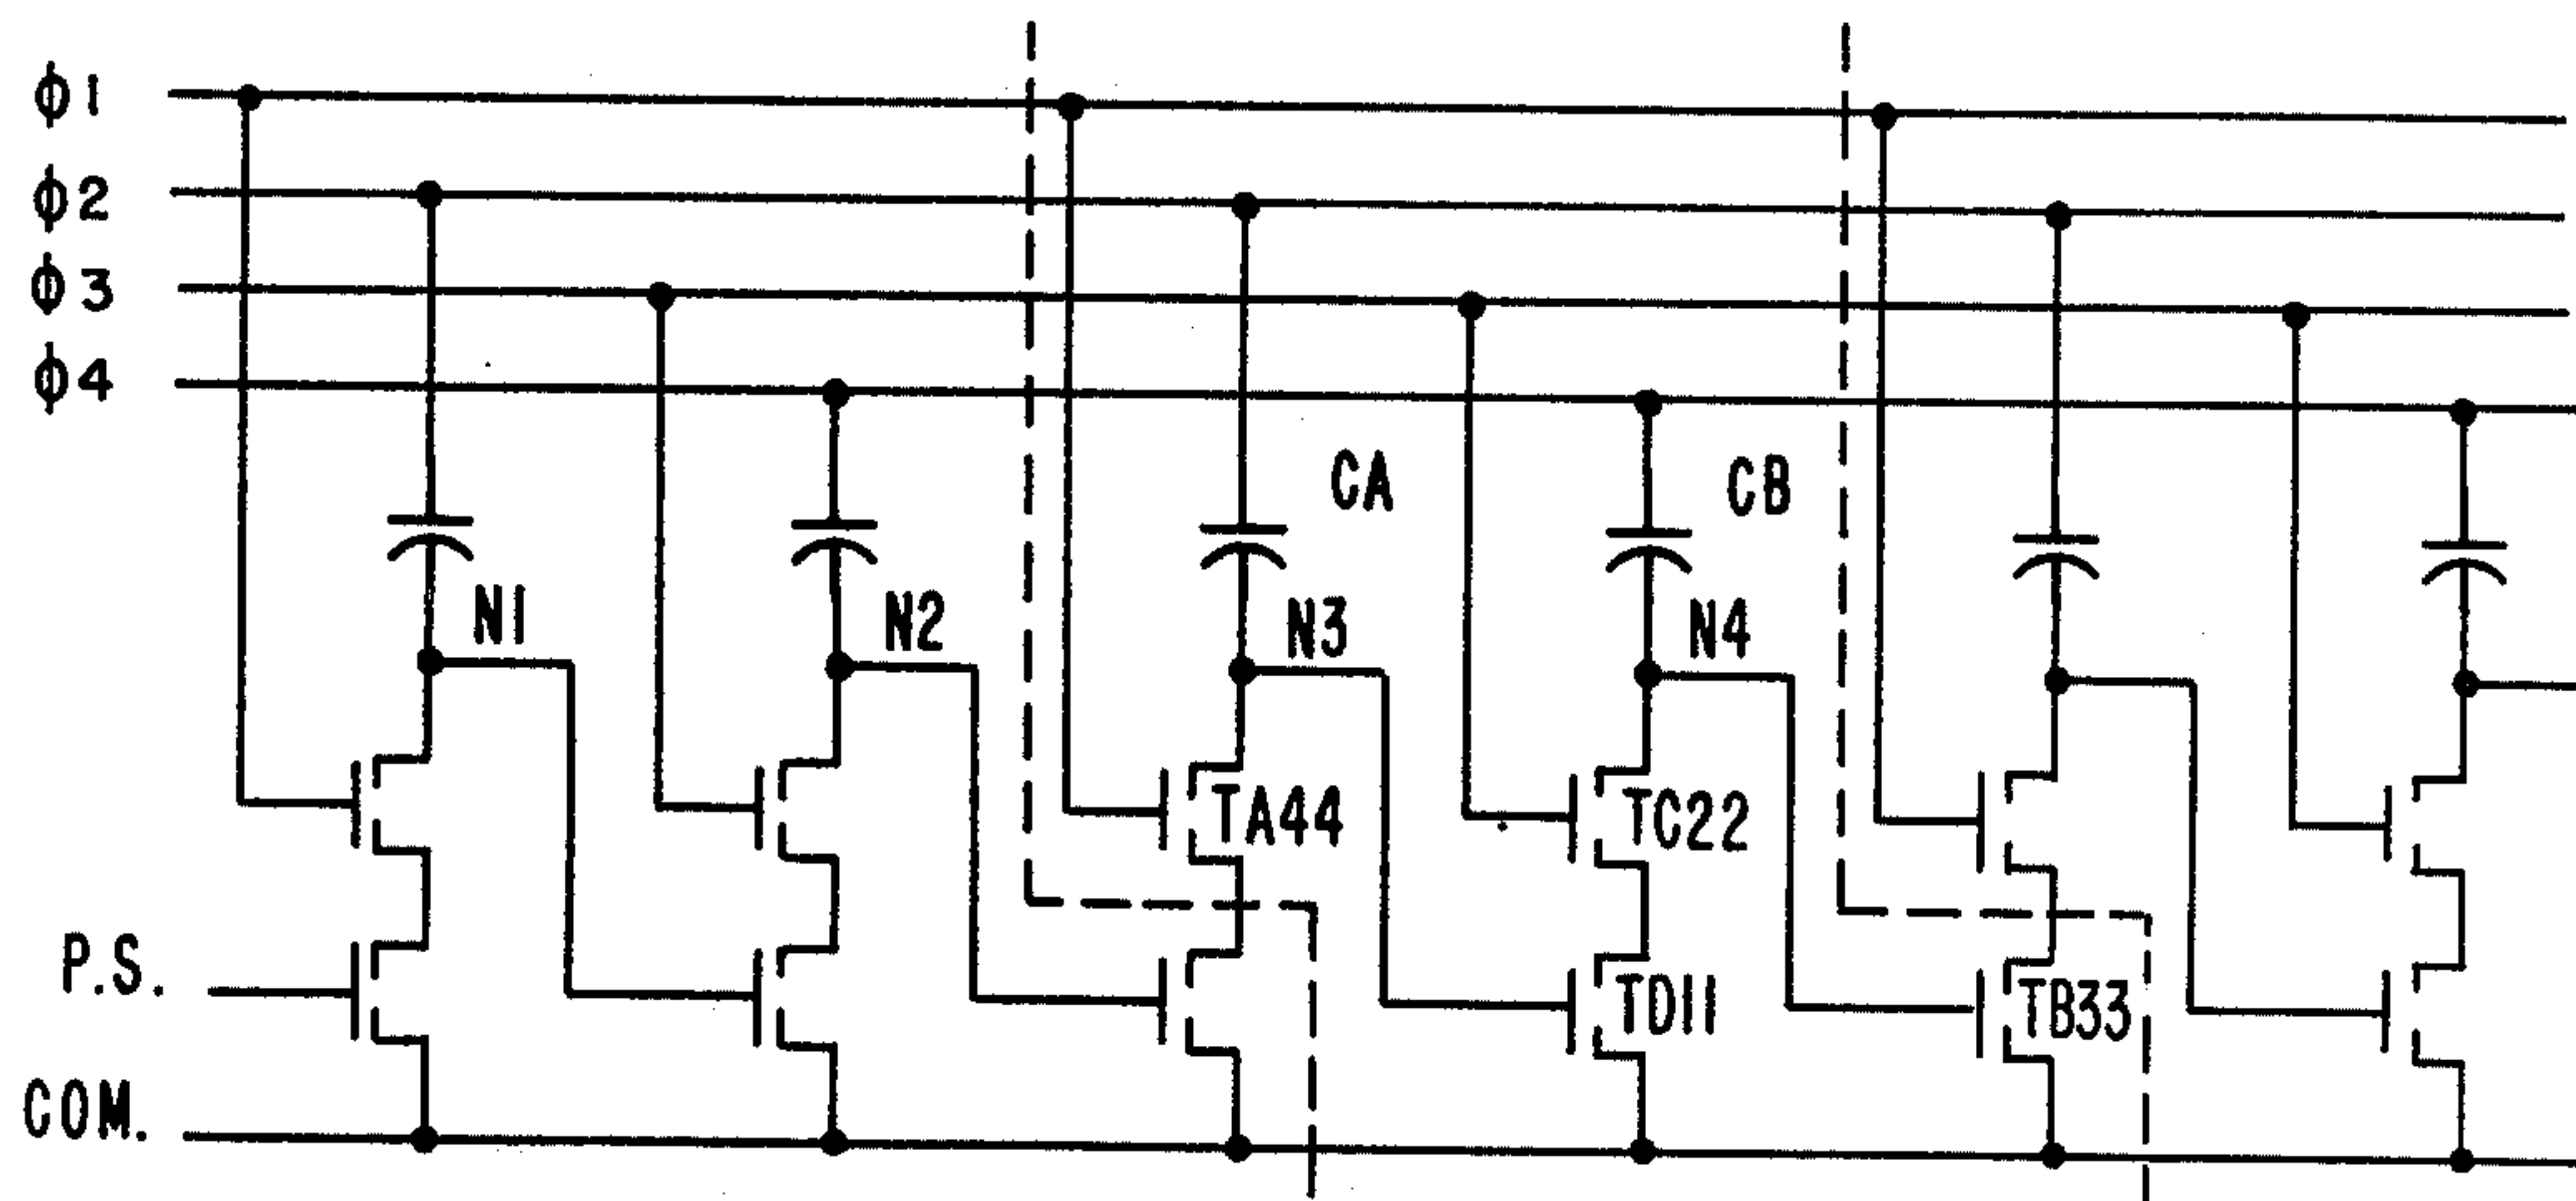 ϕ1
ϕ2
ϕ3
ϕ4
CA
CB
N1
N2
N3
N4
TA44
TC22
P.S.
TD11
TB33
COM.